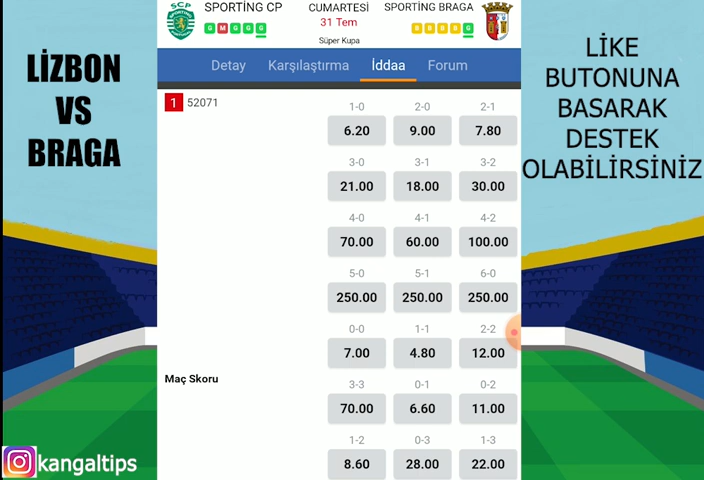 LİZBON
VS
BRAGA
SCP
SPORTING
PORTUGAL
SPORTİNG CP
CUMARTESİ
SPORTİNG BRAGA
31 Tem
G M G G G
B B B B G
Süper Kupa
Detay Karşılaştırma İddaa Forum
1 52071
1-0 2-0 2-1
6.20 9.00 7.80
3-0 3-1 3-2
21.00 18.00 30.00
4-0 4-1 4-2
70.00 60.00 100.00
5-0 5-1 6-0
250.00 250.00 250.00
0-0 1-1 2-2
7.00 4.80 12.00
Maç Skoru
3-3 0-1 0-2
70.00 6.60 11.00
1-2 0-3 1-3
8.60 28.00 22.00
LİKE
BUTONUNA
BASARAK
DESTEK
OLABİLİRSİNİZ
kangaltips